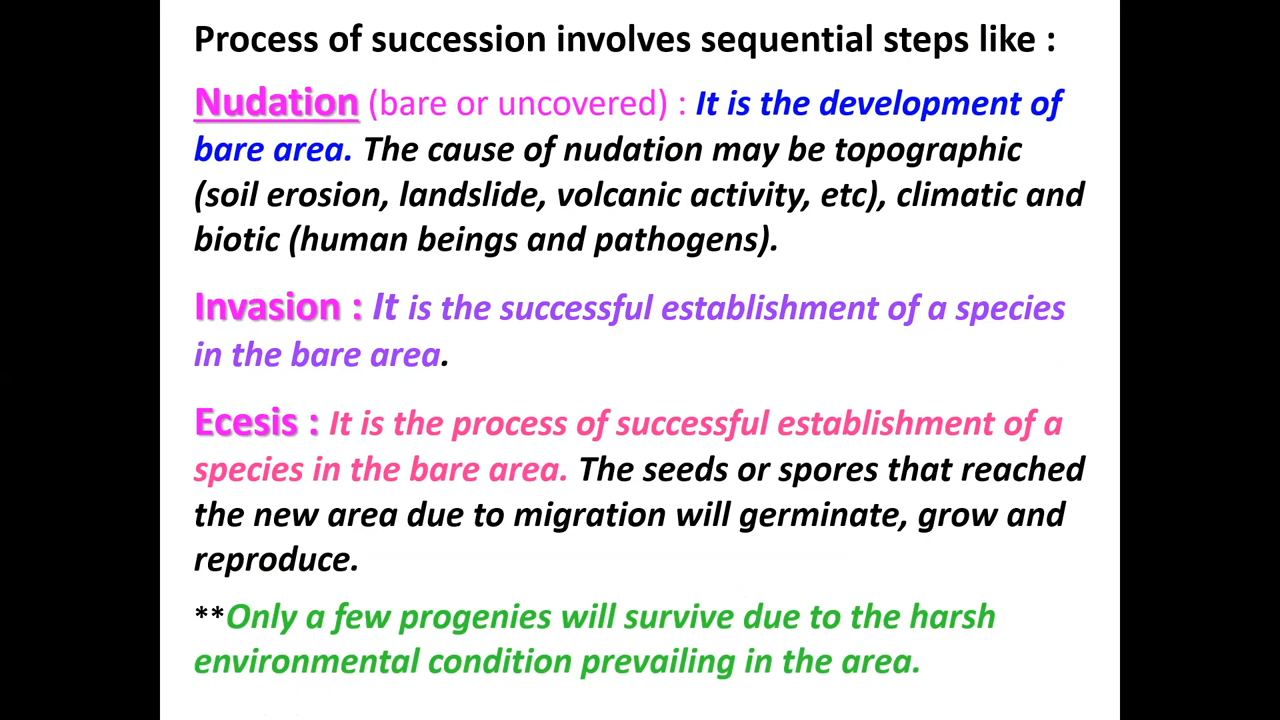 Process of succession involves sequential steps like :
Nudation (bare or uncovered) : It is the development of
bare area. The cause of nudation may be topographic
(soil erosion, landslide, volcanic activity, etc), climatic and
biotic (human beings and pathogens).
Invasion : It is the successful establishment of a species
in the bare area.
Ecesis : It is the process of successful establishment of a
species in the bare area. The seeds or spores that reached
the new area due to migration will germinate, grow and
reproduce.
**Only a few progenies will survive due to the harsh
environmental condition prevailing in the area.